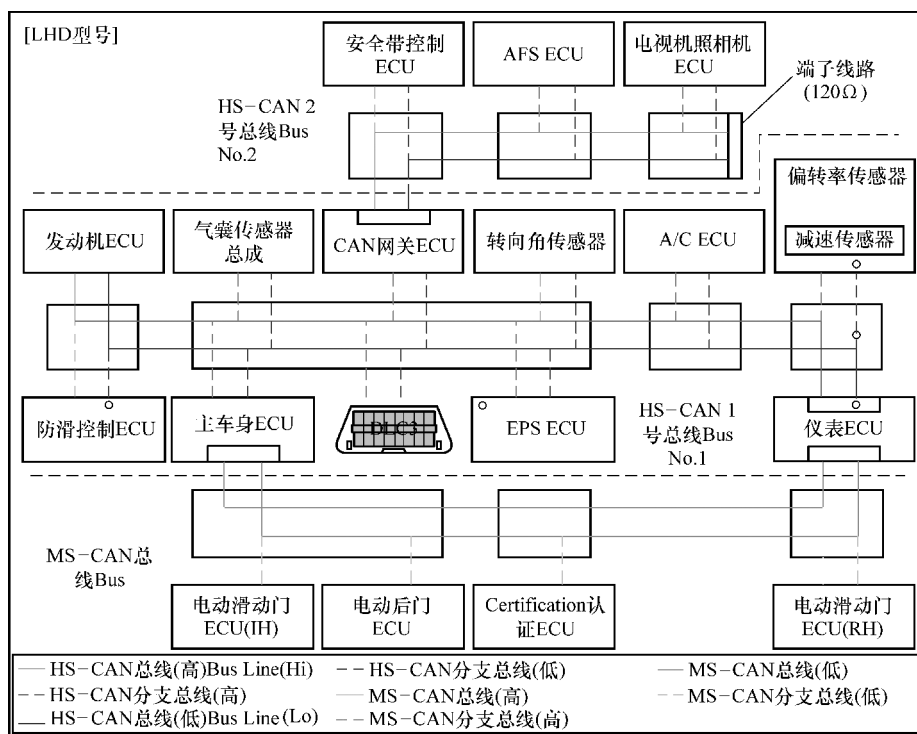 [LHD型号]
安全带控制
ECU
AFS ECU
电视机照相机
ECU
端子线路
(120Ω)
HS-CAN 2
号总线Bus
No.2
偏转率传感器
减速传感器
发动机ECU
气囊传感器
总成
CAN网关ECU
转向角传感器
A/C ECU
防滑控制ECU
主车身ECU
DLC3
EPS ECU
HS-CAN 1
号总线Bus
No.1
仪表ECU
MS-CAN总
线Bus
电动滑动门
ECU(IH)
电动后门
ECU
Certification认
证ECU
电动滑动门
ECU(RH)
HS-CAN总线(高)Bus Line(Hi)
HS-CAN分支总线(低)
MS-CAN总线(低)
HS-CAN分支总线(高)
MS-CAN总线(高)
MS-CAN分支总线(低)
HS-CAN总线(低)Bus Line(Lo)
MS-CAN分支总线(高)